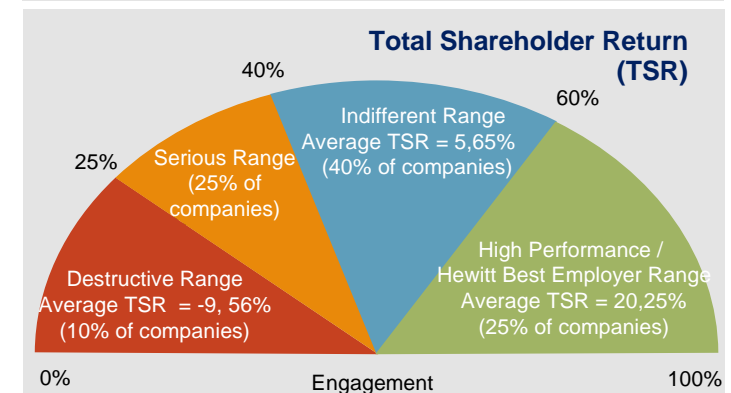 Total Shareholder Return
(TSR)
40%
60%
Indifferent Range
Average TSR = 5,65%
(40% of companies)
25%
Serious Range
(25% of
companies)
High Performance /
Hewitt Best Employer Range
Average TSR = 20,25%
(25% of companies)
Destructive Range
Average TSR = -9, 56%
(10% of companies)
0%
Engagement
100%